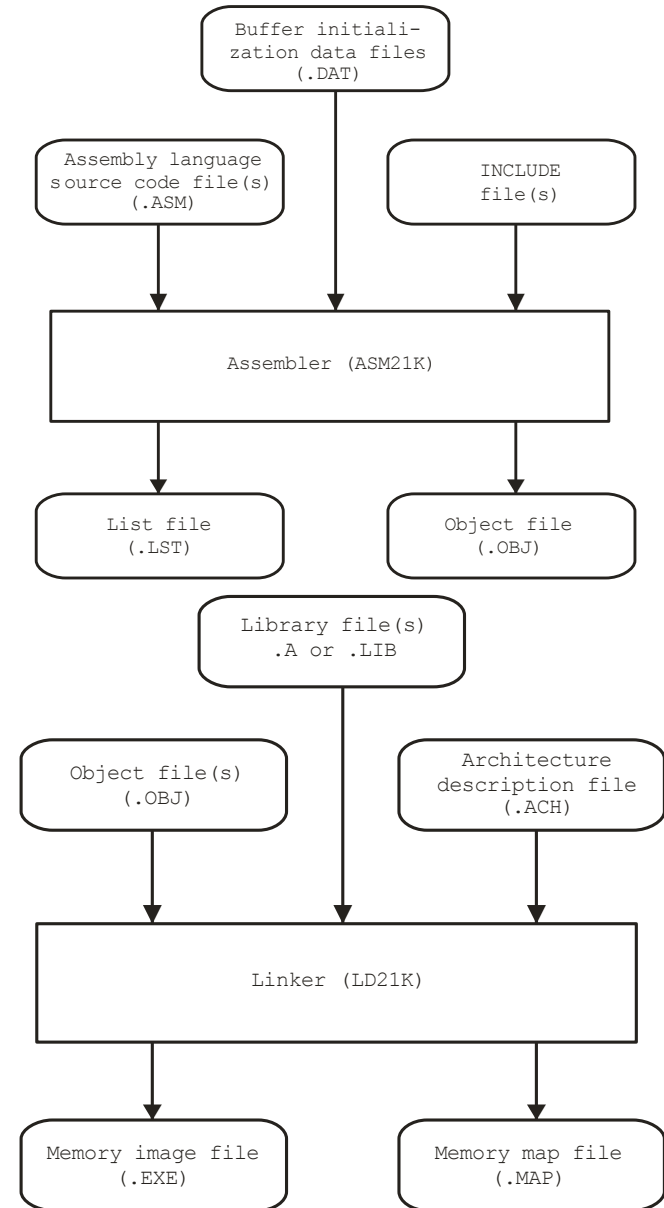 Buffer initiali-
zation data files
(.DAT)
Assembly language
source code file(s)
(.ASM)
INCLUDE
file(s)
Assembler (ASM21K)
List file
(.LST)
Object file
(.OBJ)
Library file(s)
.A or .LIB
Object file(s)
(.OBJ)
Architecture
description file
(.ACH)
Linker (LD21K)
Memory image file
(.EXE)
Memory map file
(.MAP)